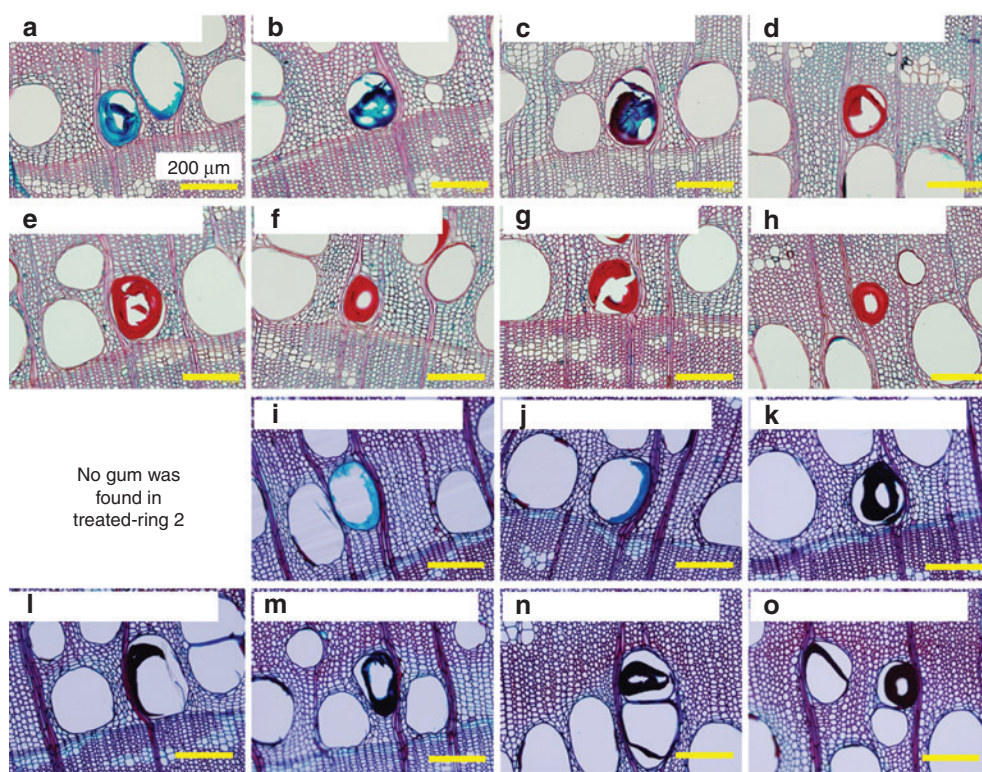 a
b
c
d
200 μm
e
f
g
h
i
j
k
No gum was
found in
treated-ring 2
l
m
n
o